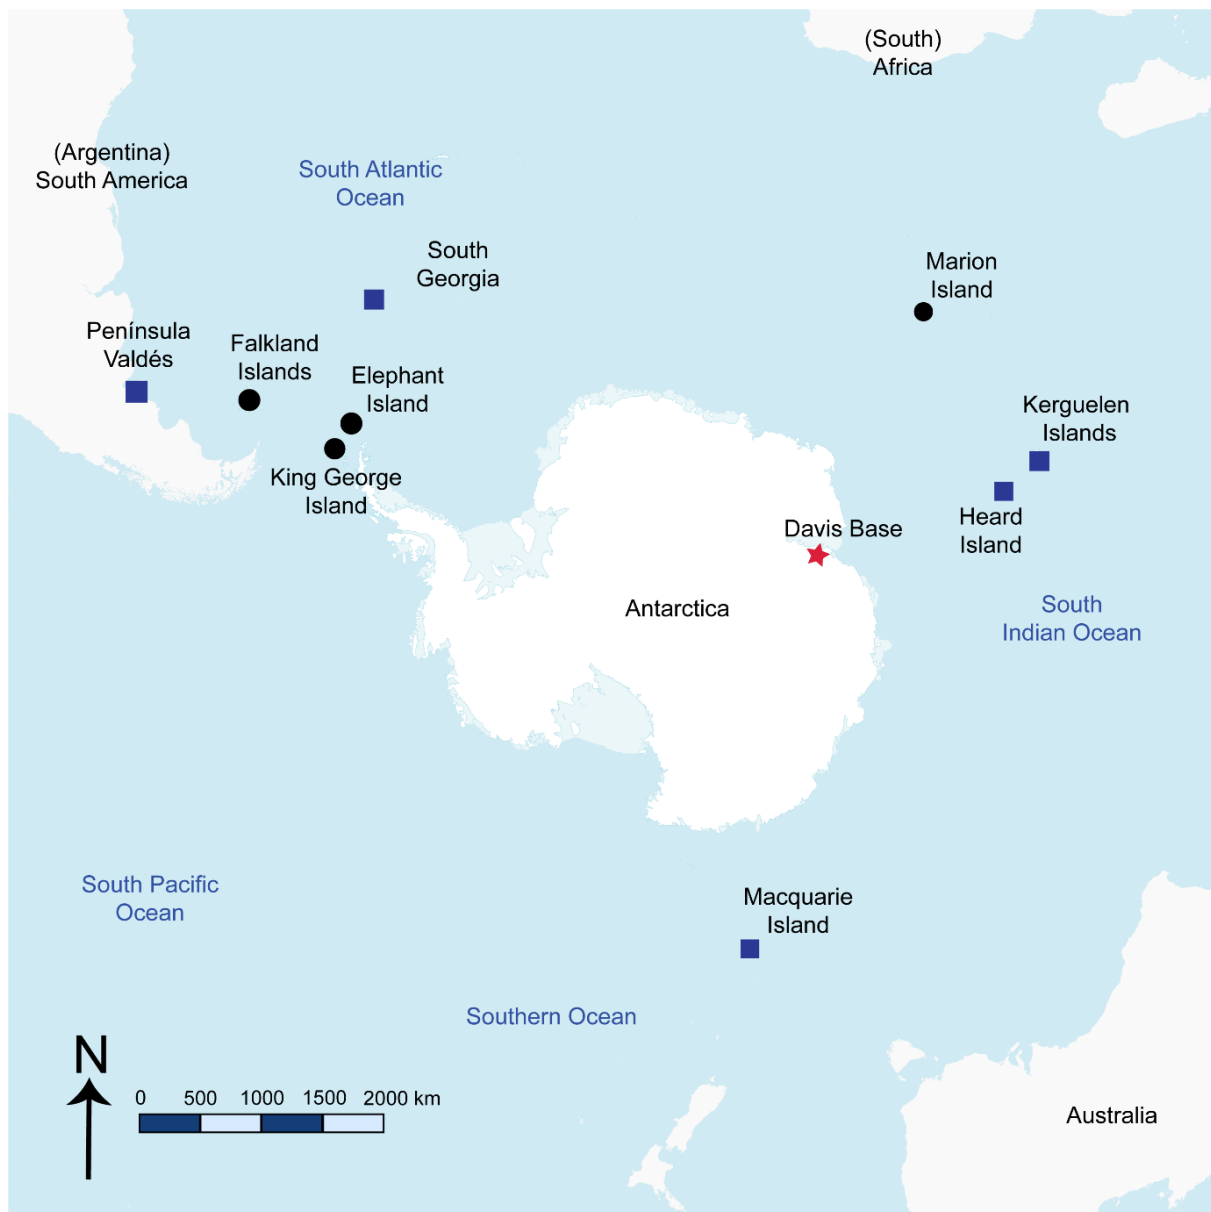 (South)
Africa
(Argentina)
South America
South Atlantic
Ocean
South
Georgia
Marion
Island
Península
Valdés
Falkland
Islands
Elephant
Island
Kerguelen
Islands
King George
Island
Heard
Island
Davis Base
Antarctica
South
Indian Ocean
South Pacific
Ocean
Macquarie
Island
Southern Ocean
N
0 500 1000 1500 2000 km
Australia